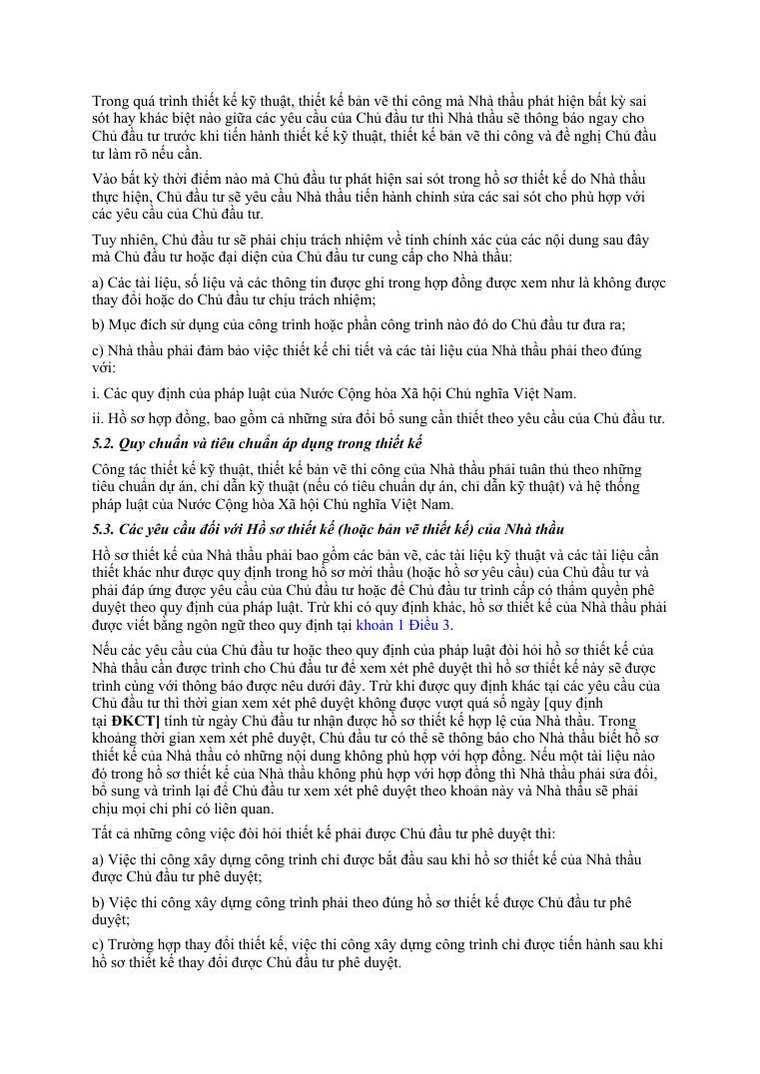 Trong quá trình thiết kế kỹ thuật, thiết kế bản vẽ thi công mà Nhà thầu phát hiện bất kỳ sai
sót hay khác biệt nào giữa các yêu cầu của Chủ đầu tư thì Nhà thầu sẽ thông báo ngay cho
Chủ đầu tư trước khi tiến hành thiết kế kỹ thuật, thiết kế bản vẽ thi công và đề nghị Chủ đầu
tư làm rõ nếu cần.
Vào bất kỳ thời điểm nào mà Chủ đầu tư phát hiện sai sót trong hồ sơ thiết kế do Nhà thầu
thực hiện, Chủ đầu tư sẽ yêu cầu Nhà thầu tiến hành chỉnh sửa các sai sót cho phù hợp với
các yêu cầu của Chủ đầu tư.
Tuy nhiên, Chủ đầu tư sẽ phải chịu trách nhiệm về tính chính xác của các nội dung sau đây
mà Chủ đầu tư hoặc đại diện của Chủ đầu tư cung cấp cho Nhà thầu:
a) Các tài liệu, số liệu và các thông tin được ghi trong hợp đồng được xem như là không được
thay đổi hoặc do Chủ đầu tư chịu trách nhiệm;
b) Mục đích sử dụng của công trình hoặc phần công trình nào đó do Chủ đầu tư đưa ra;
c) Nhà thầu phải đảm bảo việc thiết kế chi tiết và các tài liệu của Nhà thầu phải theo đúng
với:
i. Các quy định của pháp luật của Nước Cộng hòa Xã hội Chủ nghĩa Việt Nam.
ii. Hồ sơ hợp đồng, bao gồm cả những sửa đổi bổ sung cần thiết theo yêu cầu của Chủ đầu tư.
5.2. Quy chuẩn và tiêu chuẩn áp dụng trong thiết kế
Công tác thiết kế kỹ thuật, thiết kế bản vẽ thi công của Nhà thầu phải tuân thủ theo những
tiêu chuẩn dự án, chỉ dẫn kỹ thuật (nếu có tiêu chuẩn dự án, chỉ dẫn kỹ thuật) và hệ thống
pháp luật của Nước Cộng hòa Xã hội Chủ nghĩa Việt Nam.
5.3. Các yêu cầu đối với Hồ sơ thiết kế (hoặc bản vẽ thiết kế) của Nhà thầu
Hồ sơ thiết kế của Nhà thầu phải bao gồm các bản vẽ, các tài liệu kỹ thuật và các tài liệu cần
thiết khác như được quy định trong hồ sơ mời thầu (hoặc hồ sơ yêu cầu) của Chủ đầu tư và
phải đáp ứng được yêu cầu của Chủ đầu tư hoặc để Chủ đầu tư trình cấp có thẩm quyền phê
duyệt theo quy định của pháp luật. Trừ khi có quy định khác, hồ sơ thiết kế của Nhà thầu phải
được viết bằng ngôn ngữ theo quy định tại khoản 1 Điều 3.
Nếu các yêu cầu của Chủ đầu tư hoặc theo quy định của pháp luật đòi hỏi hồ sơ thiết kế của
Nhà thầu cần được trình cho Chủ đầu tư để xem xét phê duyệt thì hồ sơ thiết kế này sẽ được
trình cùng với thông báo được nêu dưới đây. Trừ khi được quy định khác tại các yêu cầu của
Chủ đầu tư thì thời gian xem xét phê duyệt không được vượt quá số ngày [quy định
tại ĐKCT] tính từ ngày Chủ đầu tư nhận được hồ sơ thiết kế hợp lệ của Nhà thầu. Trong
khoảng thời gian xem xét phê duyệt, Chủ đầu tư có thể sẽ thông báo cho Nhà thầu biết hồ sơ
thiết kế của Nhà thầu có những nội dung không phù hợp với hợp đồng. Nếu một tài liệu nào
đó trong hồ sơ thiết kế của Nhà thầu không phù hợp với hợp đồng thì Nhà thầu phải sửa đổi,
bổ sung và trình lại để Chủ đầu tư xem xét phê duyệt theo khoản này và Nhà thầu sẽ phải
chịu mọi chi phí có liên quan.
Tất cả những công việc đòi hỏi thiết kế phải được Chủ đầu tư phê duyệt thì:
a) Việc thi công xây dựng công trình chỉ được bắt đầu sau khi hồ sơ thiết kế của Nhà thầu
được Chủ đầu tư phê duyệt;
b) Việc thi công xây dựng công trình phải theo đúng hồ sơ thiết kế được Chủ đầu tư phê
duyệt;
c) Trường hợp thay đổi thiết kế, việc thi công xây dựng công trình chỉ được tiến hành sau khi
hồ sơ thiết kế thay đổi được Chủ đầu tư phê duyệt.